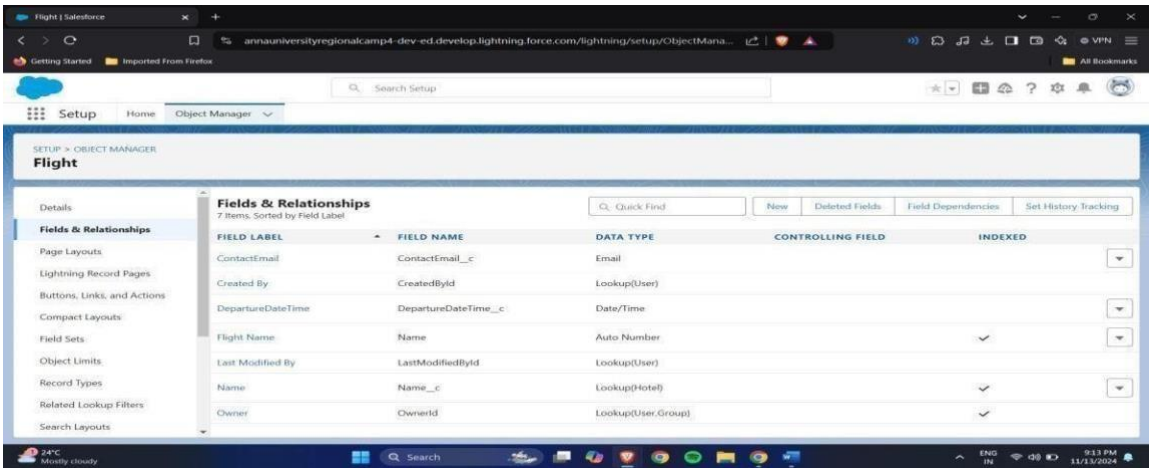 Flight | Salesforce
annauniversityregionalcamp4-dev-ed.develop.lightning.force.com/lightning/setup/ObjectMana...
VPN
Getting Started Imported From Firefox All Bookmarks
Search Setup
Setup Home Object Manager
SETUP > OBJECT MANAGER
Flight
Details
Fields & Relationships
Page Layouts
Lightning Record Pages
Buttons, Links, and Actions
Compact Layouts
Field Sets
Object Limits
Record Types
Related Lookup Filters
Search Layouts
Fields & Relationships
7 Items, Sorted by Field Label
Quick Find
New Deleted Fields Field Dependencies Set History Tracking
FIELD LABEL FIELD NAME DATA TYPE CONTROLLING FIELD INDEXED
ContactEmail ContactEmail__c Email
Created By CreatedById Lookup(User)
DepartureDateTime DepartureDateTime__c Date/Time
Flight Name Name Auto Number
Last Modified By LastModifiedById Lookup(User)
Name Name__c Lookup(Hotel)
Owner OwnerId Lookup(User,Group)
24°C
Mostly cloudy
Search
ENG
IN
9:13 PM
11/13/2024